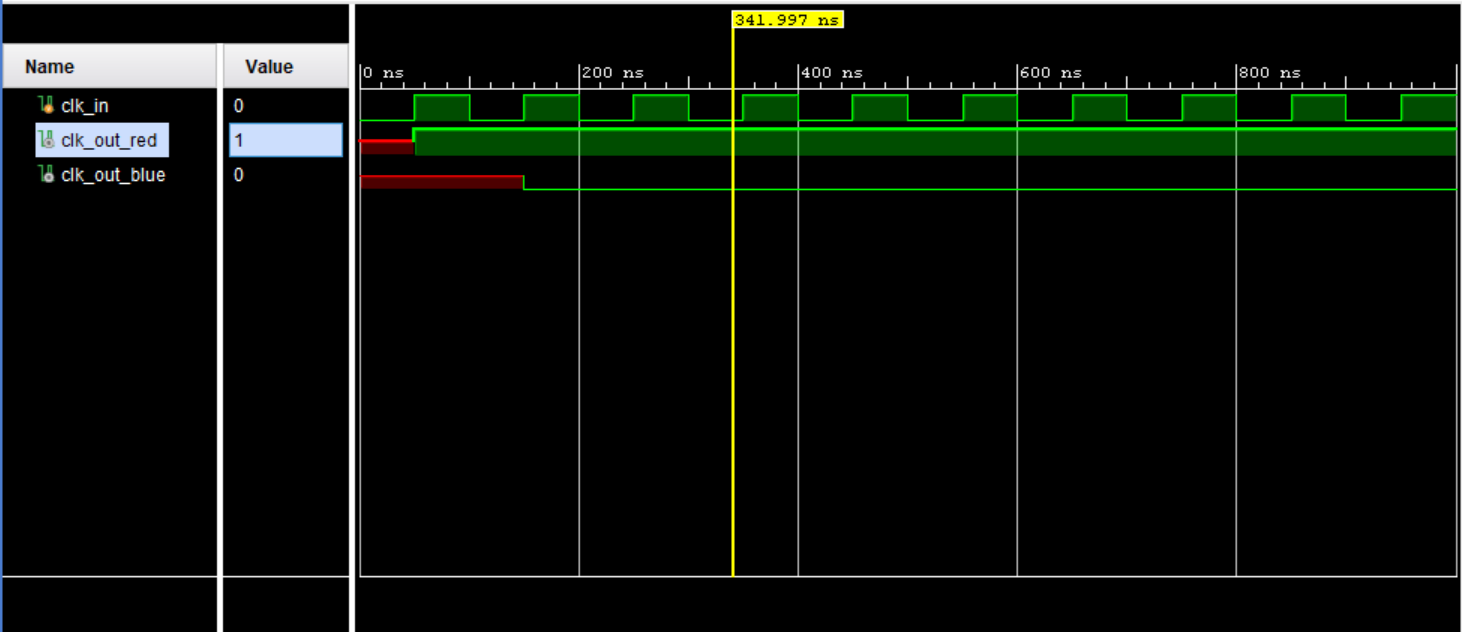 341.997 ns
Name Value
0 ns 200 ns 400 ns 600 ns 800 ns
clk_in 0
clk_out_red 1
clk_out_blue 0